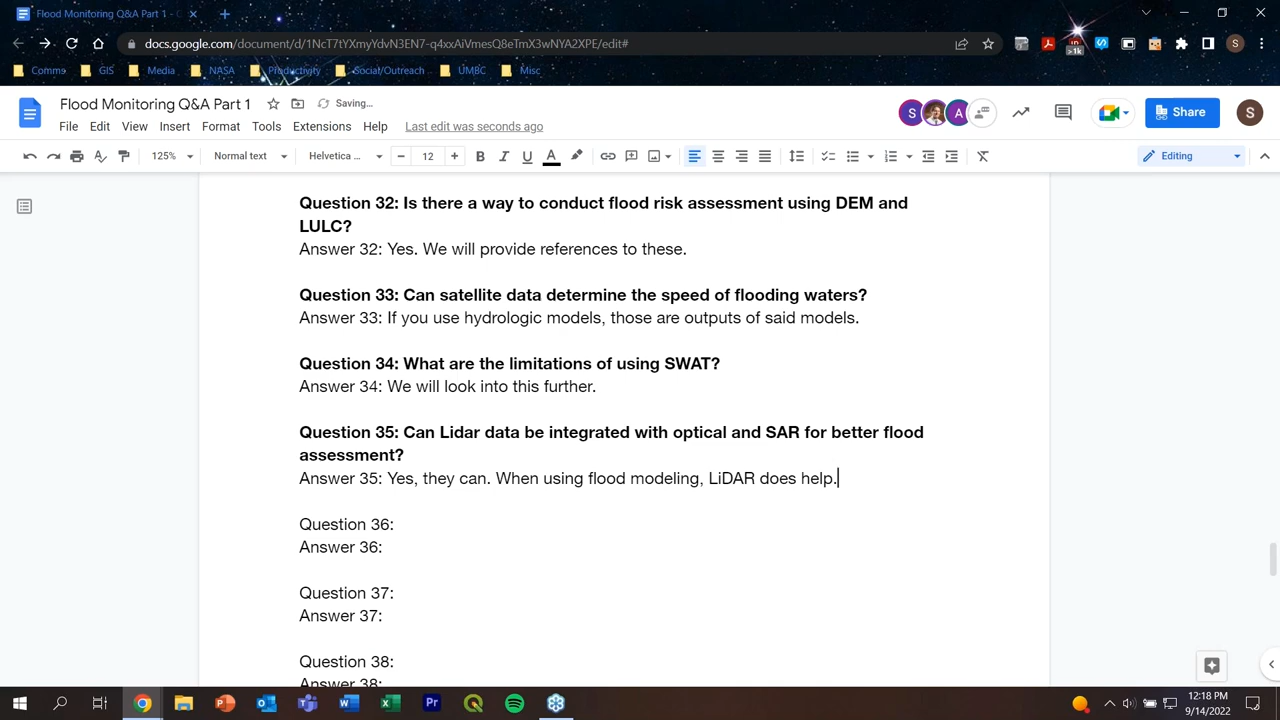 Flood Monitoring Q&A Part 1 -
docs.google.com/document/d/1NcT7tYXmyYdvN3EN7-q4xxAiVmesQ8eTmX3wNYA2XPE/edit#
>1k
S
Comms GIS Media NASA Productivity Social/Outreach UMBC Misc
Flood Monitoring Q&A Part 1 Saving...
S A Share S
File Edit View Insert Format Tools Extensions Help Last edit was seconds ago
125% Normal text Helvetica ... 12 Editing
Question 32: Is there a way to conduct flood risk assessment using DEM and
LULC?
Answer 32: Yes. We will provide references to these.
Question 33: Can satellite data determine the speed of flooding waters?
Answer 33: If you use hydrologic models, those are outputs of said models.
Question 34: What are the limitations of using SWAT?
Answer 34: We will look into this further.
Question 35: Can Lidar data be integrated with optical and SAR for better flood
assessment?
Answer 35: Yes, they can. When using flood modeling, LiDAR does help.
Question 36:
Answer 36:
Question 37:
Answer 37:
Question 38:
Answer 38:
12:18 PM
9/14/2022